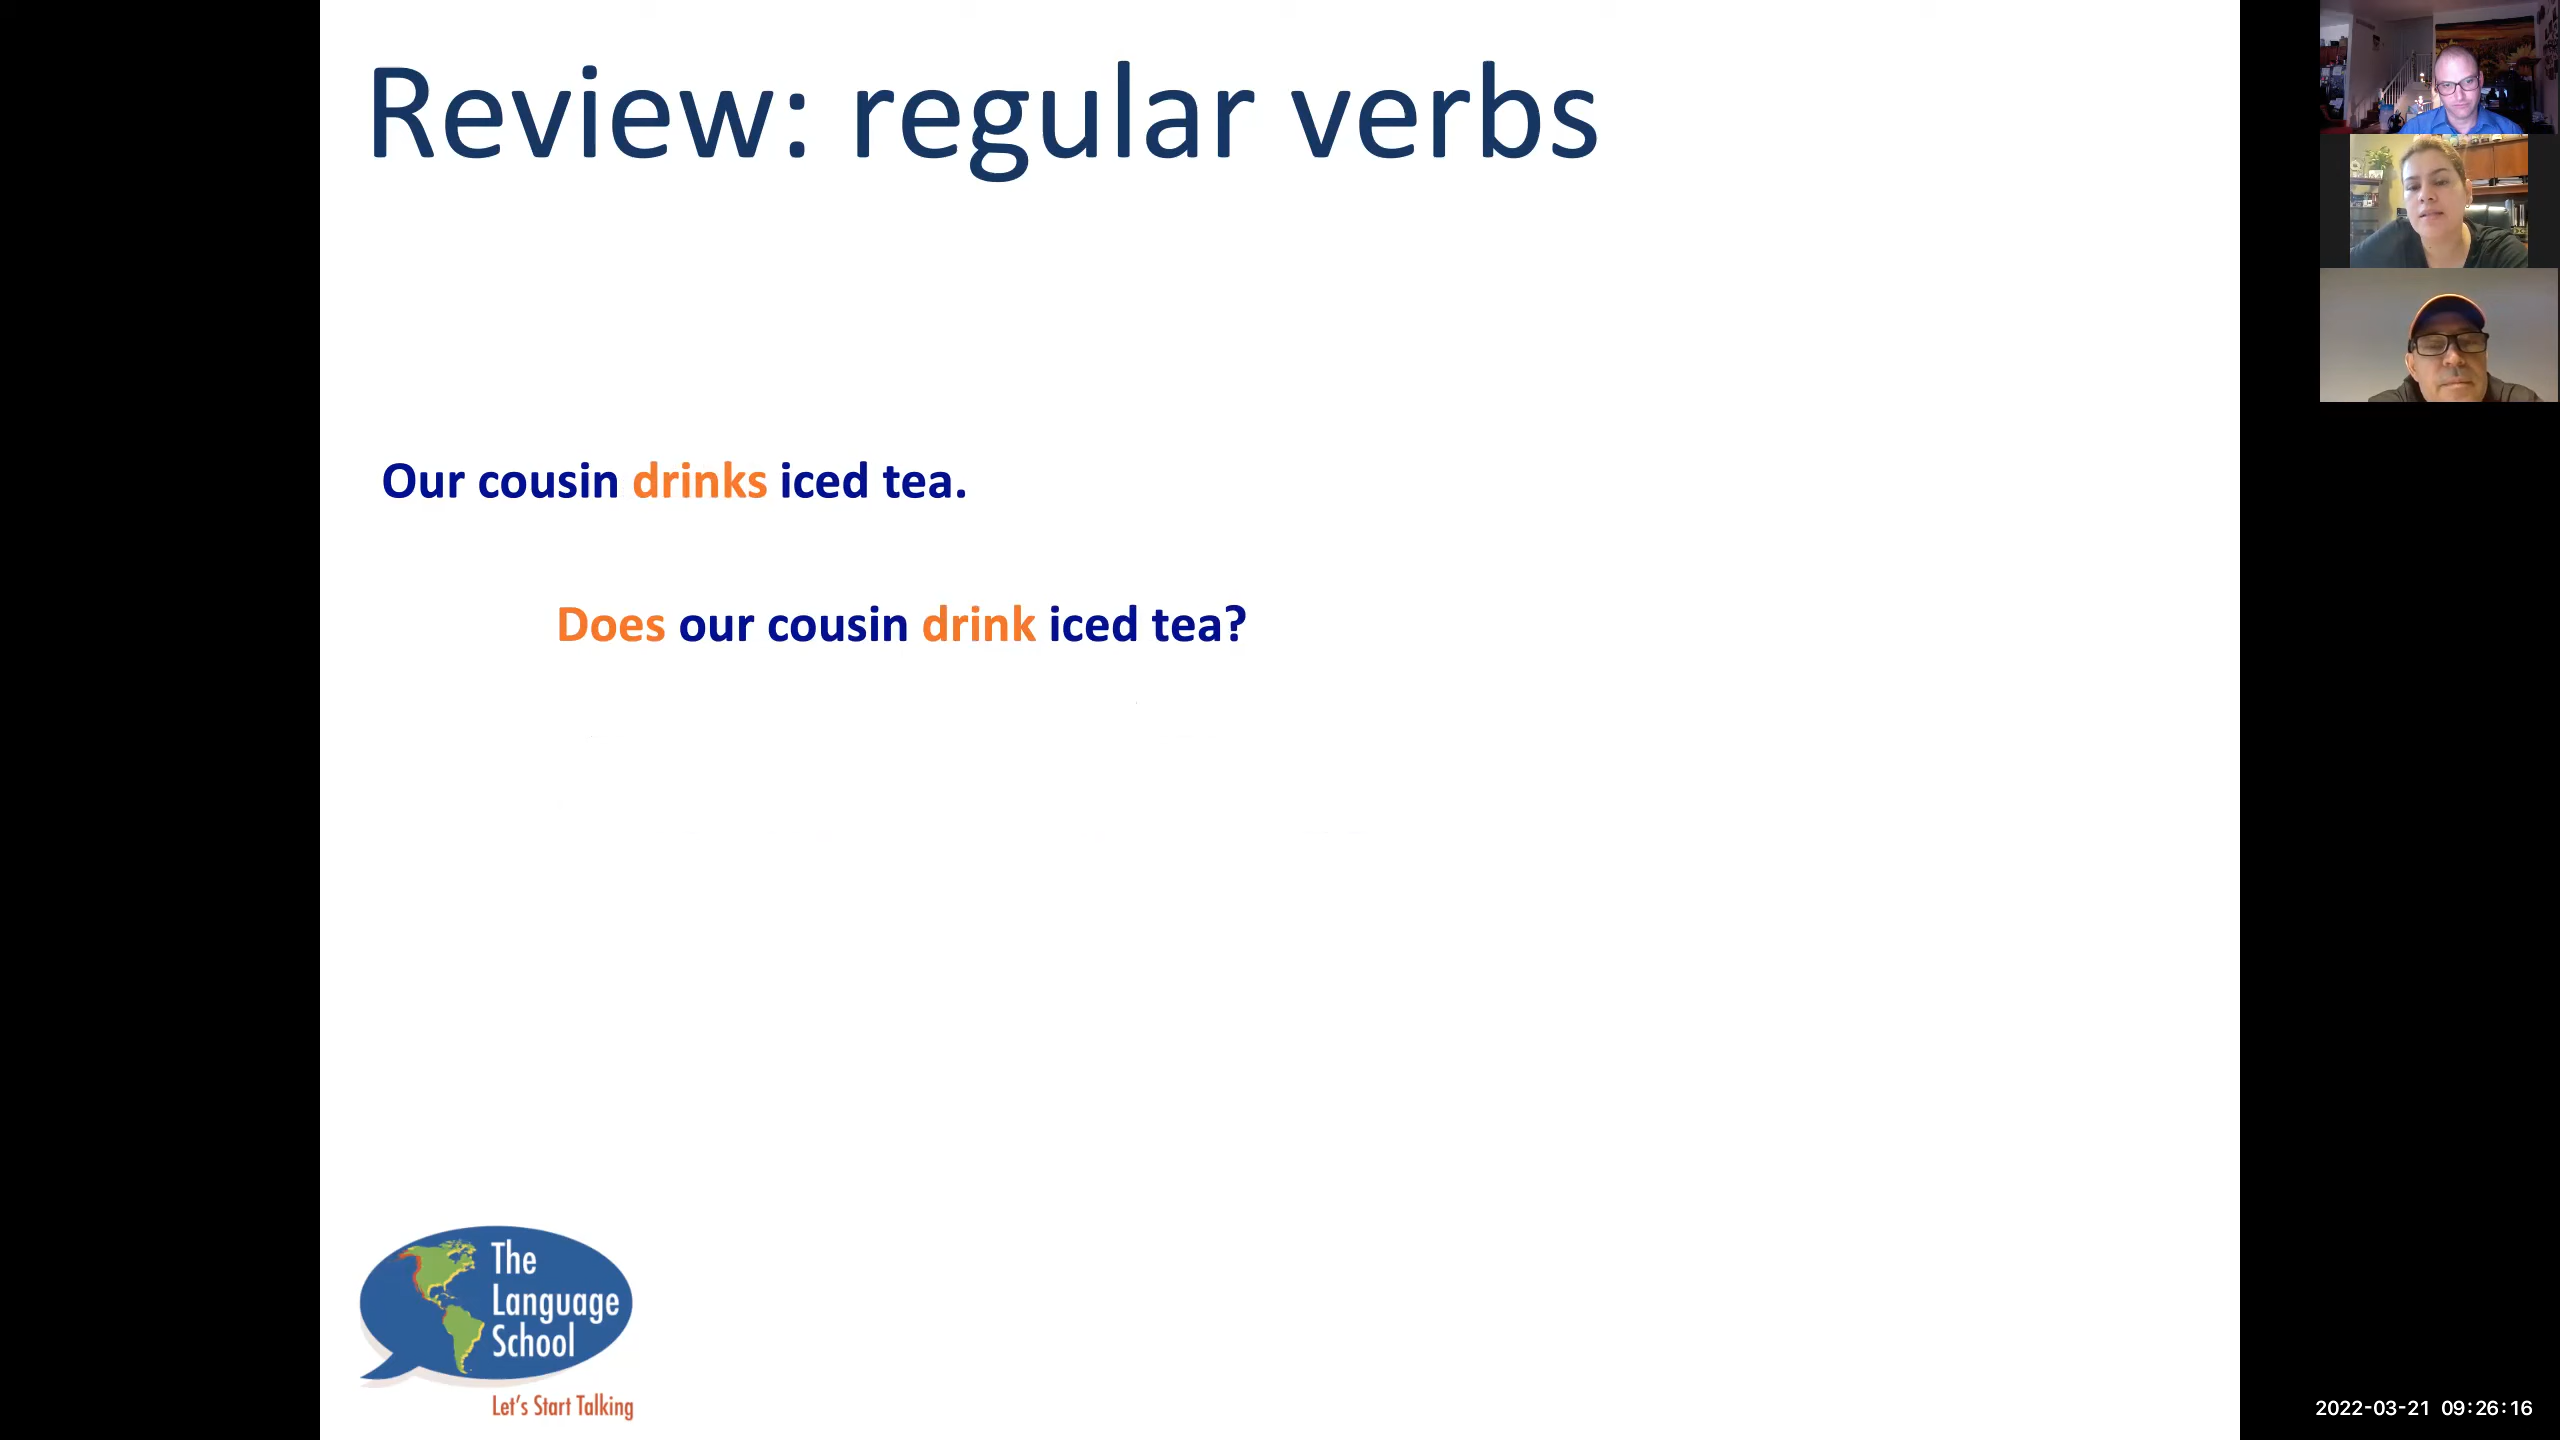 Review: regular verbs
Our cousin drinks iced tea.
Does our cousin drink iced tea?
The
Language
School
Let's Start Talking
2022-03-21 09:26:16